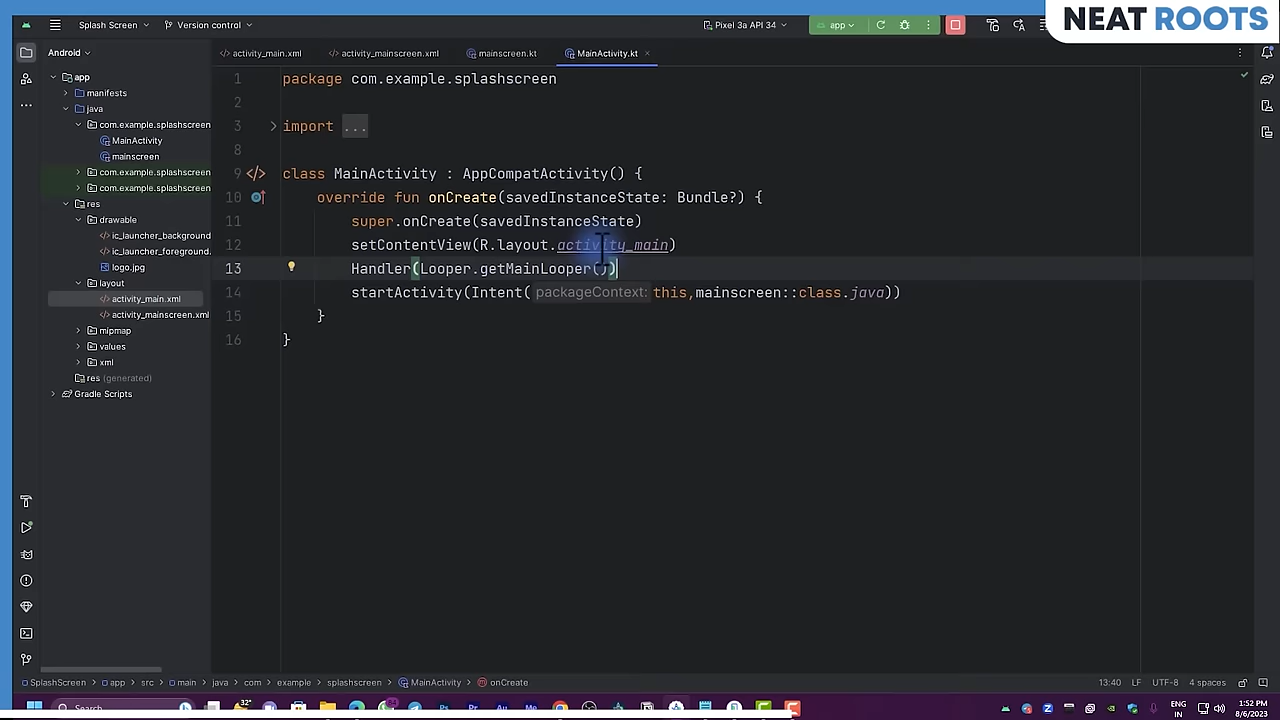 Splash Screen
Version control
Pixel 3a API 34
app
NEAT ROOTS
Android
activity_main.xml
activity_mainscreen.xml
mainscreen.kt
MainActivity.kt
app
manifests
java
com.example.splashscreen
MainActivity
mainscreen
com.example.splashscreen
com.example.splashscreen
res
drawable
ic_launcher_background
ic_launcher_foreground.
logo.jpg
layout
activity_main.xml
activity_mainscreen.xml
mipmap
values
xml
res (generated)
Gradle Scripts
1 package com.example.splashscreen
2
3 import ...
8
9 class MainActivity : AppCompatActivity() {
10 override fun onCreate(savedInstanceState: Bundle?) {
11 super.onCreate(savedInstanceState)
12 setContentView(R.layout.activity_main)
13 Handler(Looper.getMainLooper())
14 startActivity(Intent( packageContext: this,mainscreen::class.java))
15 }
16 }
SplashScreen > app > src > main > java > com > example > splashscreen > MainActivity > onCreate
13:40 LF UTF-8 4 spaces
Search
32°
ENG
IN
1:52 PM
8/6/2023